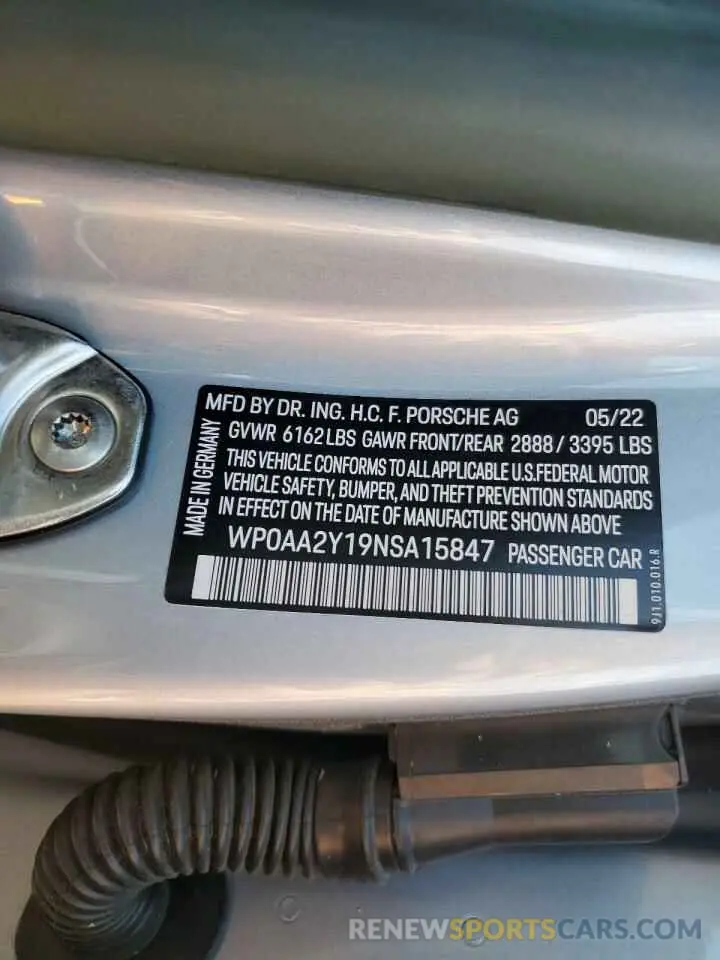 MFD BY DR. ING. H.C. F. PORSCHE AG 05/22
GVWR 6162 LBS GAWR FRONT/REAR 2888 / 3395 LBS
THIS VEHICLE CONFORMS TO ALL APPLICABLE U.S. FEDERAL MOTOR
VEHICLE SAFETY, BUMPER, AND THEFT PREVENTION STANDARDS
IN EFFECT ON THE DATE OF MANUFACTURE SHOWN ABOVE
WP0AA2Y19NSA15847 PASSENGER CAR
MADE IN GERMANY
9J1.010.016.R
RENEWSPORTSCARS.COM